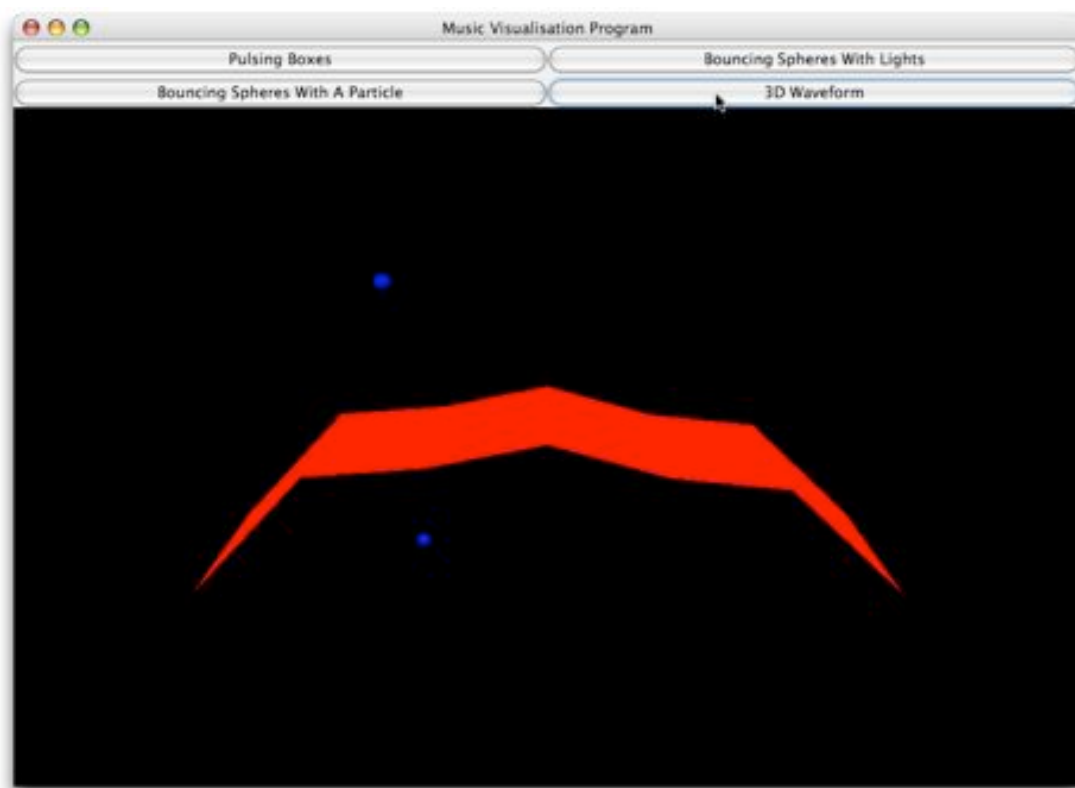 Music Visualisation Program
Pulsing Boxes
Bouncing Spheres With Lights
Bouncing Spheres With A Particle
3D Waveform